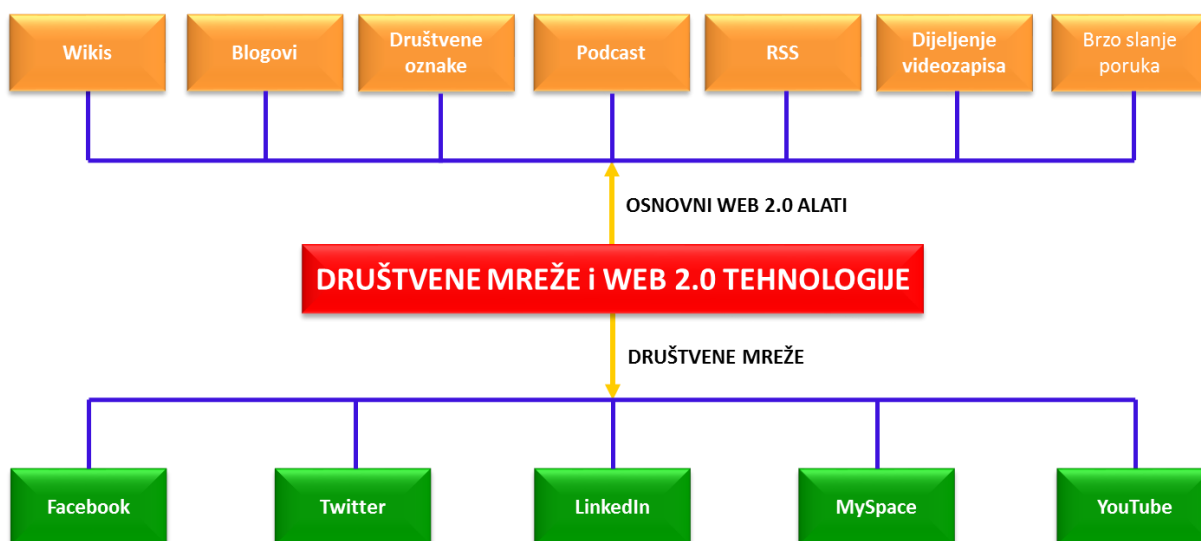 Wikis
Blogovi
Društvene
oznake
Podcast
RSS
Dijeljenje
videozapisa
Brzo slanje
poruka
OSNOVNI WEB 2.0 ALATI
DRUŠTVENE MREŽE i WEB 2.0 TEHNOLOGIJE
DRUŠTVENE MREŽE
Facebook
Twitter
LinkedIn
MySpace
YouTube